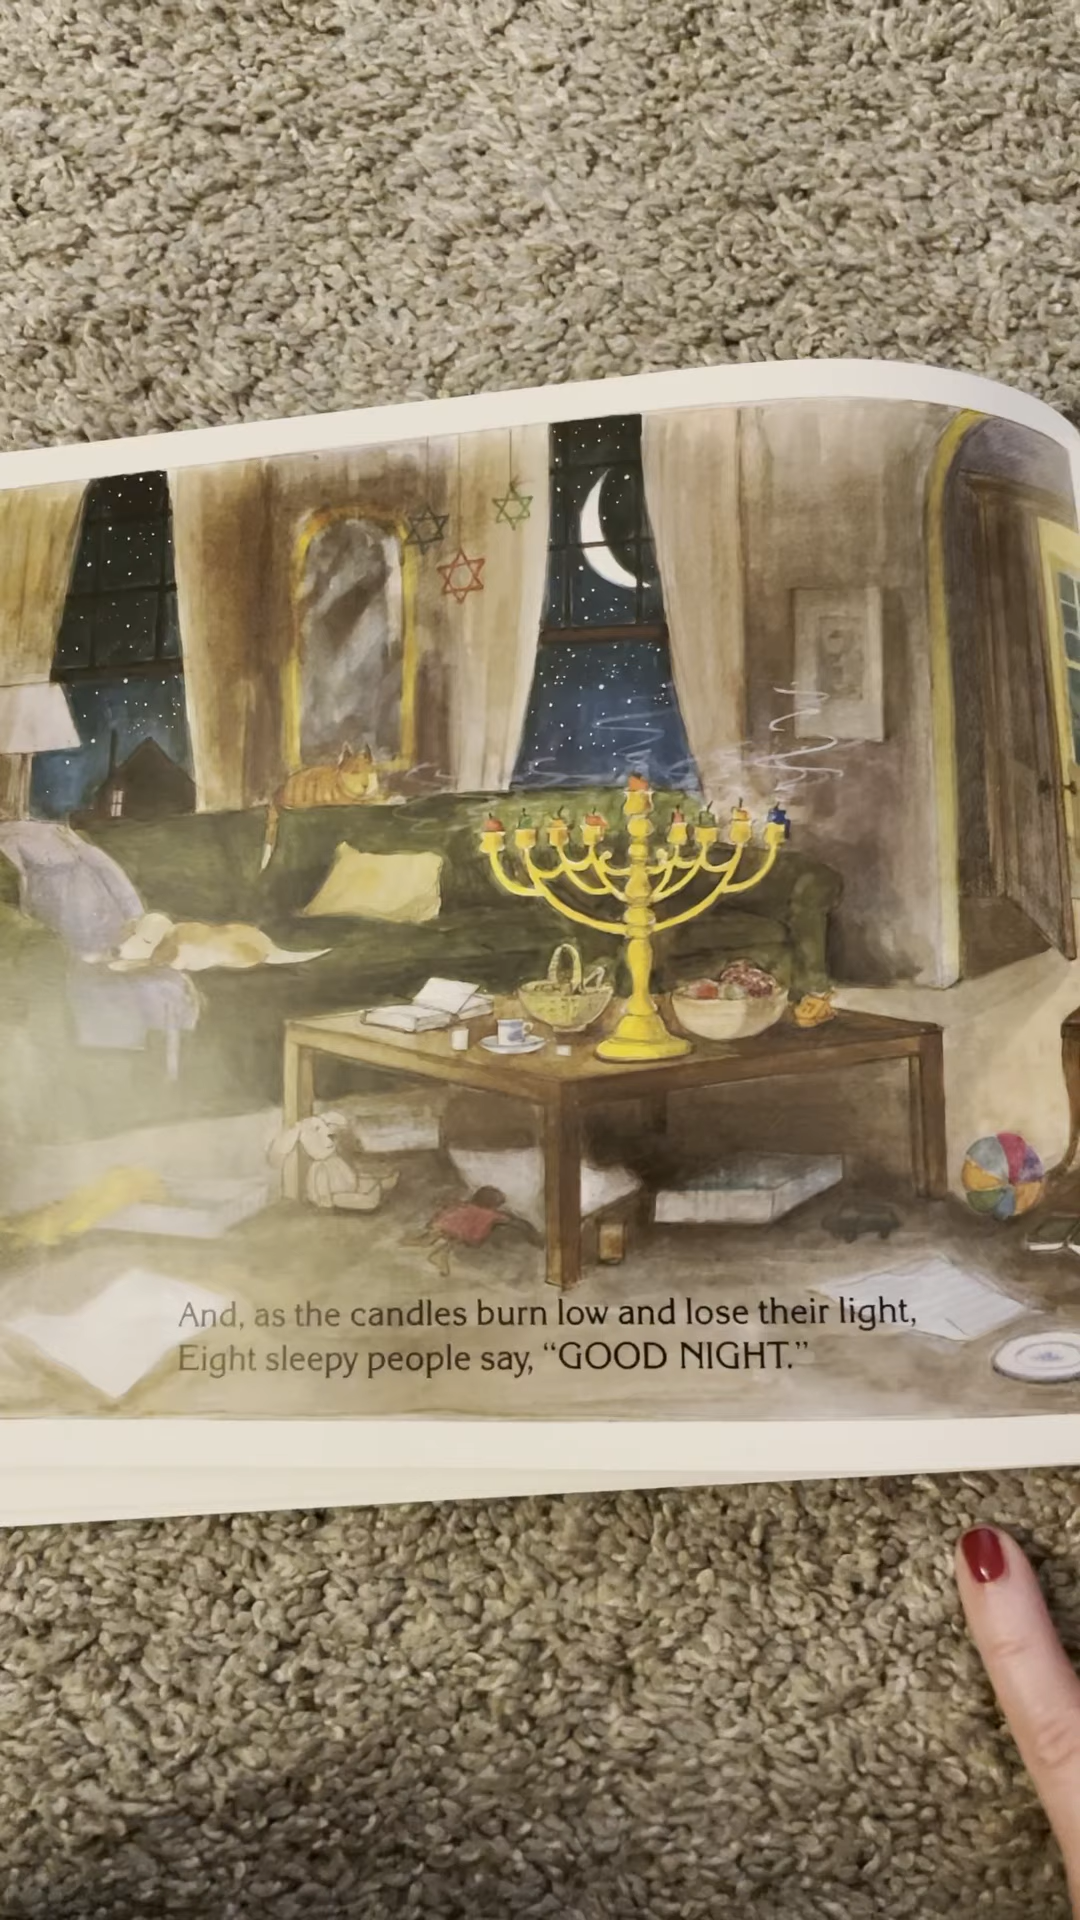 And, as the candles burn low and lose their light,
Eight sleepy people say, “GOOD NIGHT.”